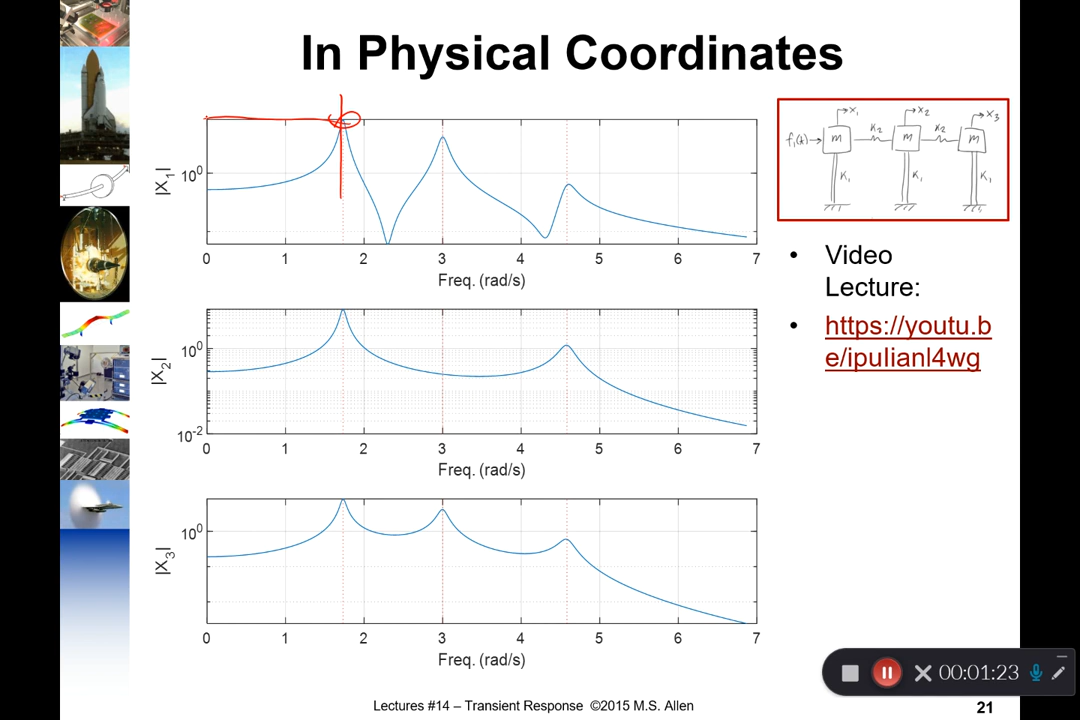 In Physical Coordinates
|X1|
10^0
0 1 2 3 4 5 6 7
Freq. (rad/s)
f1(t) → x1 x2 x3
m k2 m k2 m
k1 k1 k1
• Video
Lecture:
• https://youtu.b
e/ipulianl4wg
|X2|
10^0
10^-2
0 1 2 3 4 5 6 7
Freq. (rad/s)
|X3|
10^0
0 1 2 3 4 5 6 7
Freq. (rad/s)
00:01:23
Lectures #14 – Transient Response ©2015 M.S. Allen
21